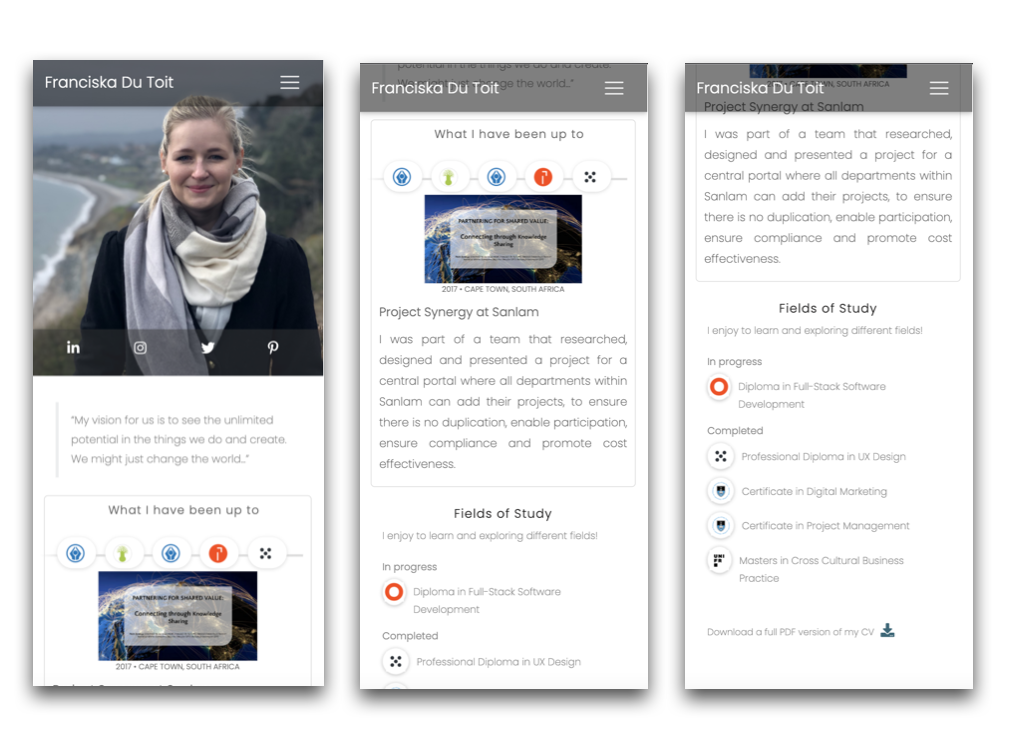 Franciska Du Toit
in
"My vision for us is to see the unlimited
potential in the things we do and create.
We might just change the world.."
What I have been up to
PARTNERING FOR SHARED VALUE:
Connecting through Knowledge
Sharing
2017 • CAPE TOWN, SOUTH AFRICA
potential in the things we do and create.
We might just change the world.."
Franciska Du Toit
What I have been up to
PARTNERING FOR SHARED VALUE:
Connecting through Knowledge
Sharing
2017 • CAPE TOWN, SOUTH AFRICA
Project Synergy at Sanlam
I was part of a team that researched,
designed and presented a project for a
central portal where all departments within
Sanlam can add their projects, to ensure
there is no duplication, enable participation,
ensure compliance and promote cost
effectiveness.
Fields of Study
I enjoy to learn and exploring different fields!
In progress
Diploma in Full-Stack Software
Development
Completed
Professional Diploma in UX Design
2017 • CAPE TOWN, SOUTH AFRICA
Franciska Du Toit
Project Synergy at Sanlam
I was part of a team that researched,
designed and presented a project for a
central portal where all departments within
Sanlam can add their projects, to ensure
there is no duplication, enable participation,
ensure compliance and promote cost
effectiveness.
Fields of Study
I enjoy to learn and exploring different fields!
In progress
Diploma in Full-Stack Software
Development
Completed
Professional Diploma in UX Design
Certificate in Digital Marketing
Certificate in Project Management
UNI
FR
Masters in Cross Cultural Business
Practice
Download a full PDF version of my CV